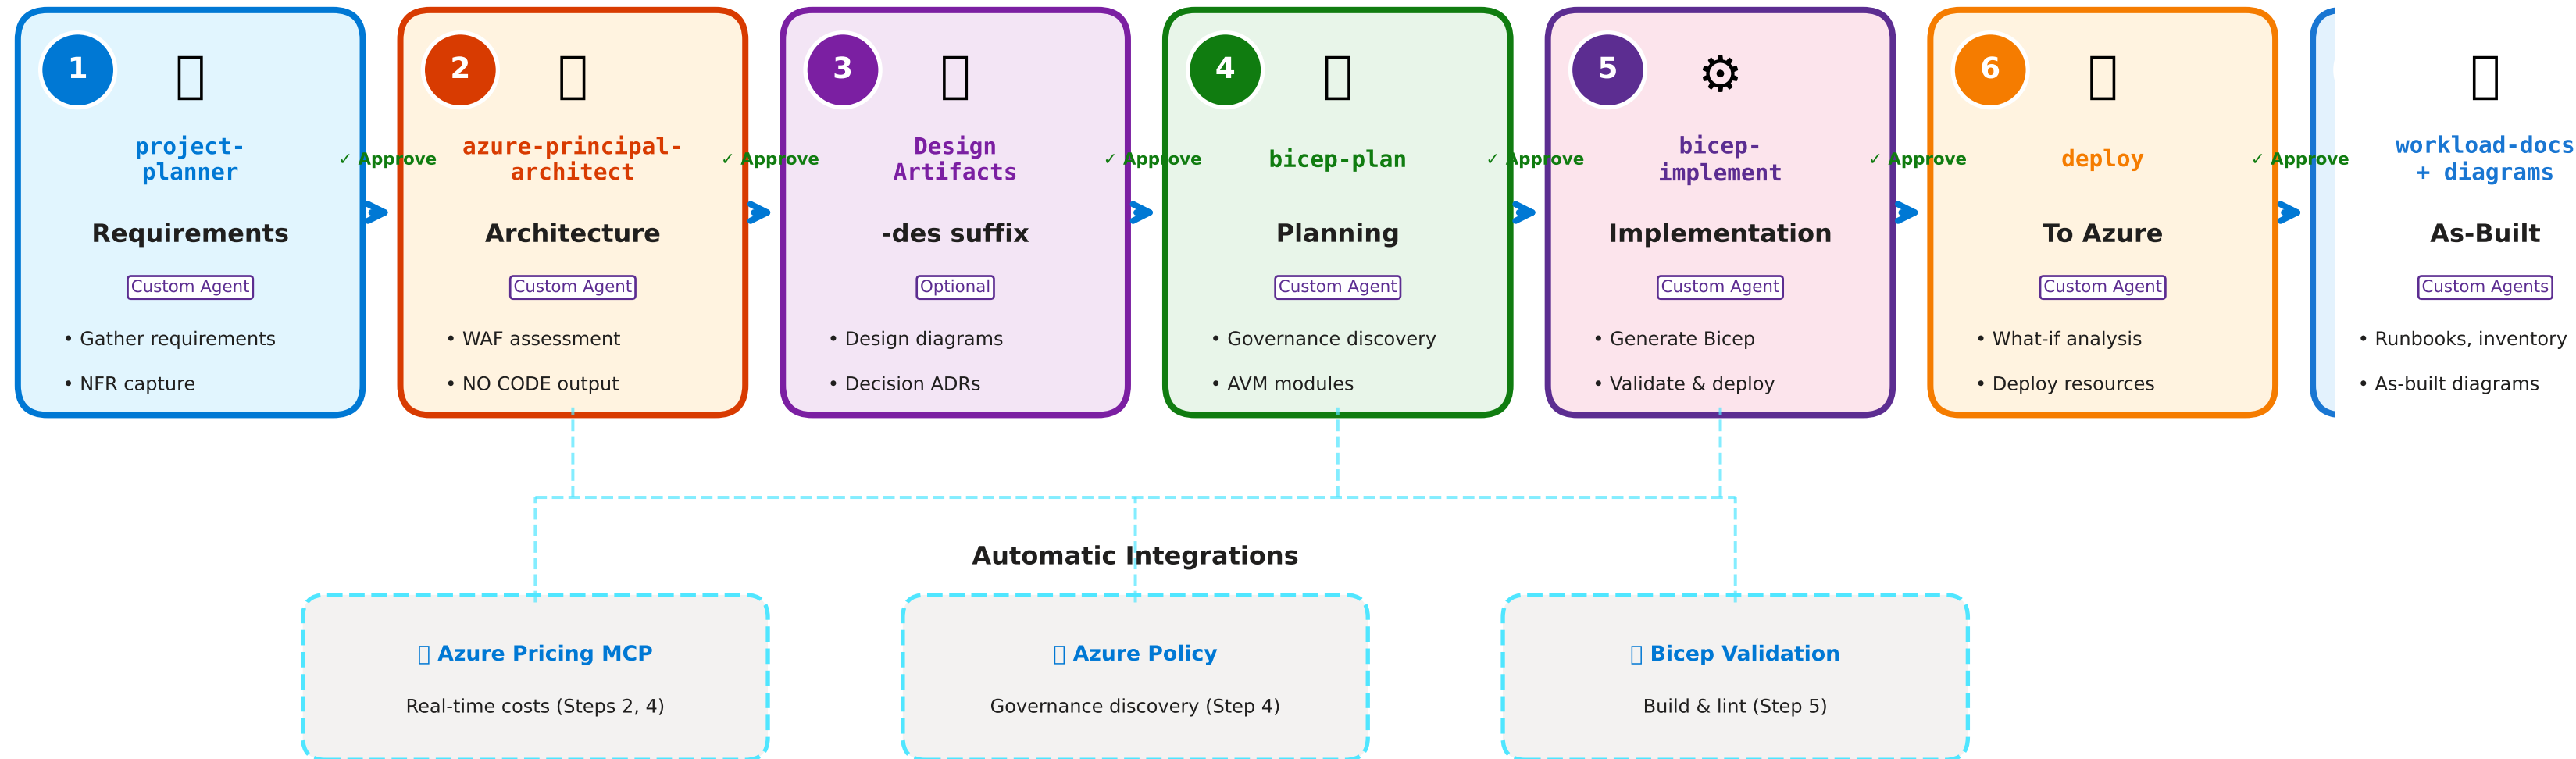 1
project-
planner
Requirements
Custom Agent
• Gather requirements
• NFR capture
✓ Approve
2
azure-principal-
architect
Architecture
Custom Agent
• WAF assessment
• NO CODE output
✓ Approve
3
Design
Artifacts
-des suffix
Optional
• Design diagrams
• Decision ADRs
✓ Approve
4
bicep-plan
Planning
Custom Agent
• Governance discovery
• AVM modules
✓ Approve
5
bicep-
implement
Implementation
Custom Agent
• Generate Bicep
• Validate & deploy
✓ Approve
6
deploy
To Azure
Custom Agent
• What-if analysis
• Deploy resources
✓ Approve
workload-docs
+ diagrams
As-Built
Custom Agents
• Runbooks, inventory
• As-built diagrams
Automatic Integrations
Azure Pricing MCP
Real-time costs (Steps 2, 4)
Azure Policy
Governance discovery (Step 4)
Bicep Validation
Build & lint (Step 5)